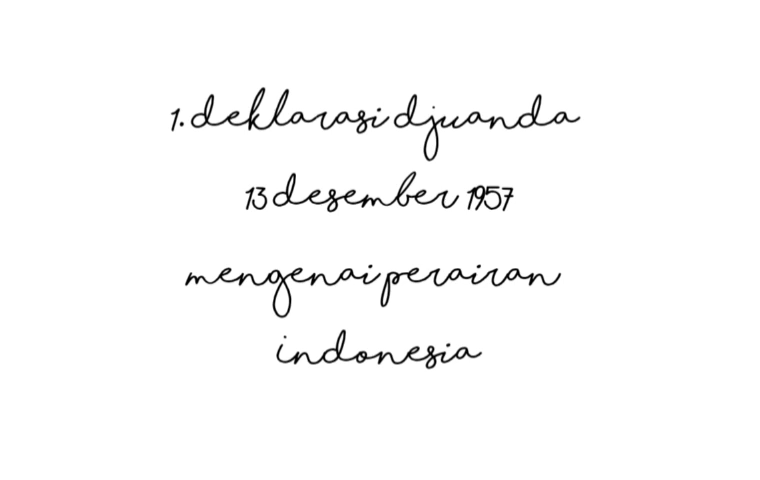 1. deklarasi djuanda
13 desember 1957
mengenai perairan
indonesia